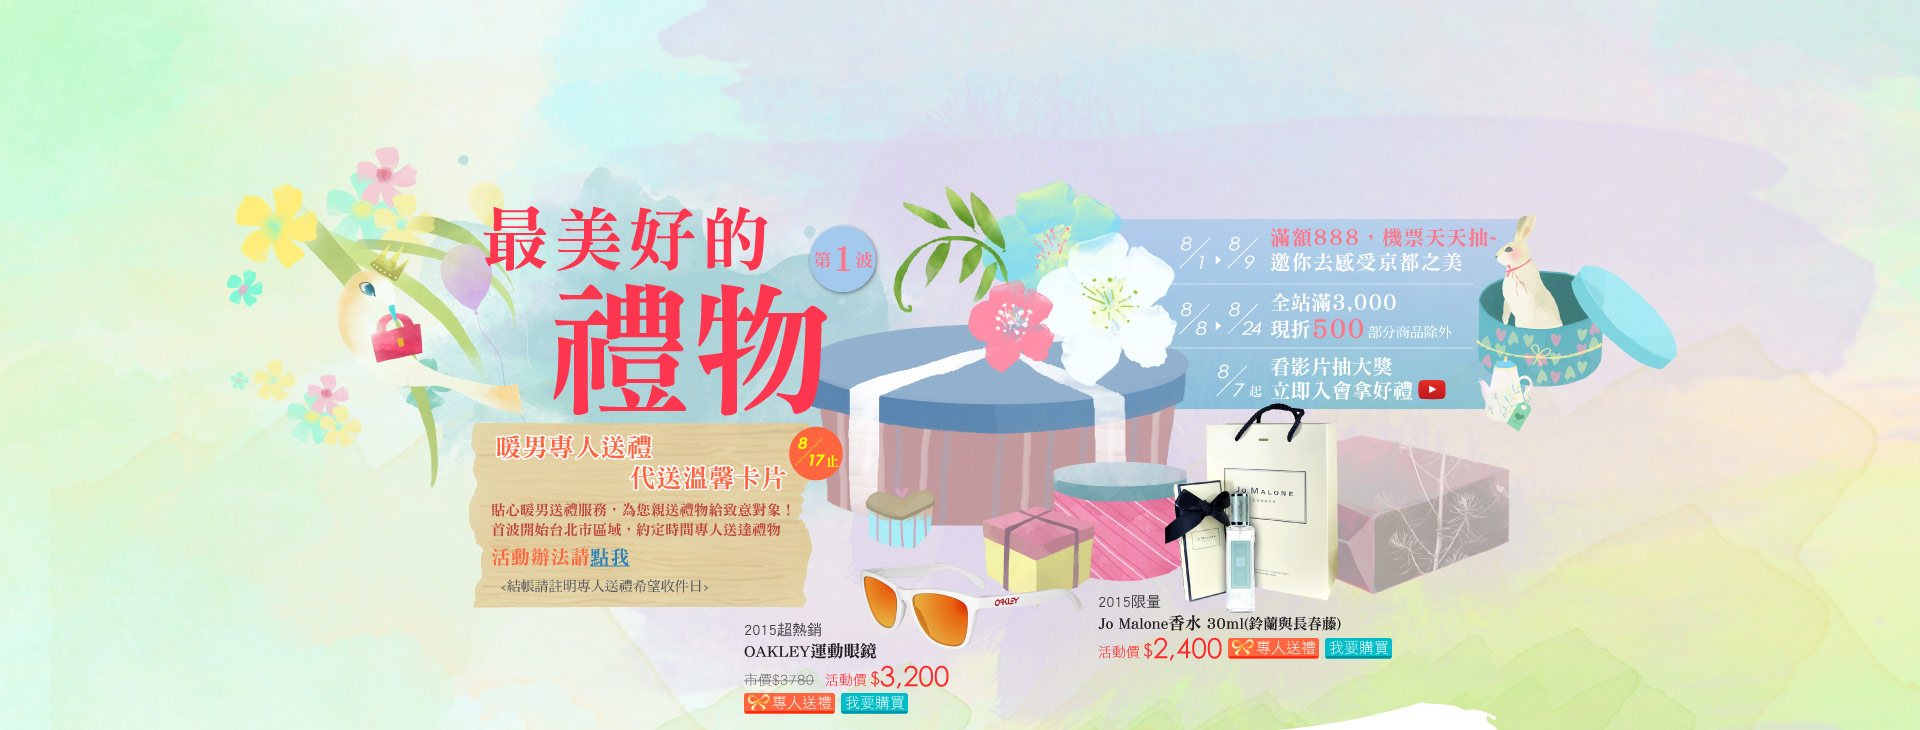 最美好的
禮物
第1波
8/1 ▸ 8/9 滿額888，機票天天抽~
邀你去感受京都之美
8/8 ▸ 8/24 全站滿3,000
現折500 部分商品除外
8/7起 看影片抽大獎
立即入會拿好禮
暖男專人送禮
代送溫馨卡片
8/17止
貼心暖男送禮服務，為您親送禮物給致意對象！
首波開始台北市區域，約定時間專人送達禮物
活動辦法請點我
<結帳請註明專人送禮希望收件日>
OAKLEY
2015超熱銷
OAKLEY運動眼鏡
市價$3780 活動價$3,200
專人送禮 我要購買
Jo MALONE
LONDON
2015限量
Jo Malone香水 30ml(鈴蘭與長春藤)
活動價$2,400 專人送禮 我要購買